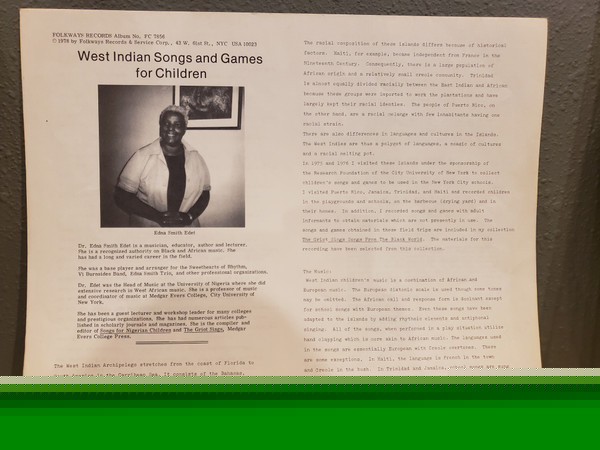 FOLKWAYS RECORDS Album No. FC 7856
© 1978 by Folkways Records & Service Corp., 43 W. 61st St., NYC USA 10023
West Indian Songs and Games
for Children
Edna Smith Edet
Dr. Edna Smith Edet is a musician, educator, author and lecturer.
She is a recognized authority on Black and African music. She
has had a long and varied career in the field.
She was a base player and arranger for the Sweethearts of Rhythm,
Vi Burnsides Band, Edna Smith Trio, and other professional organizations.
Dr. Edet was the Head of Music at the University of Nigeria where she did
extensive research in West African music. She is a professor of music
and coordinator of music at Medgar Evers College, City University of
New York.
She has been a guest lecturer and workshop leader for many colleges
and prestigious organizations. She has had numerous articles pub-
lished in scholarly journals and magazines. She is the compiler and
editor of Songs for Nigerian Children and The Griot Sings, Medgar
Evers College Press.
The West Indian Archipelago stretches from the coast of Florida to
South America in the Carribean Sea. It consists of the Bahamas,
The racial composition of these islands differs because of historical
factors. Haiti, for example, became independent from France in the
Nineteenth Century. Consequently, there is a large population of
African origin and a relatively small creole community. Trinidad
is almost equally divided racially between the East Indian and African
because these groups were imported to work the plantations and have
largely kept their racial identies. The people of Puerto Rico, on
the other hand, are a racial melange with few inhabitants having one
racial strain.
There are also differences in languages and cultures in the Islands.
The West Indies are thus a polyglot of languages, a mosaic of cultures
and a racial melting pot.
In 1975 and 1976 I visited these Islands under the sponsorship of
the Research Foundation of the City University of New York to collect
children's songs and games to be used in the New York City schools.
I visited Puerto Rico, Jamaica, Trinidad, and Haiti and recorded children
in the playgrounds and schools, on the barbecue (drying yard) and in
their homes. In addition, I recorded songs and games with adult
informants to obtain materials which are not presently in use. The
songs and games obtained in these field trips are included in my collection
The Griot Sings Songs From The Black World. The materials for this
recording have been selected from this collection.
The Music:
West Indian children's music is a combination of African and
European music. The European diatonic scale is used though some tones
may be omitted. The African call and response form is dominant except
for school songs with European themes. Even these songs have been
adapted to the islands by adding rhythmic elements and antiphonal
singing. All of the songs, when performed in a play situation utilize
hand clapping which is more akin to African music. The languages used
in the songs are essentially European with Creole overtones. There
are some exceptions. In Haiti, the language is French in the town
and Creole in the bush. In Trinidad and Jamaica, school songs are sung